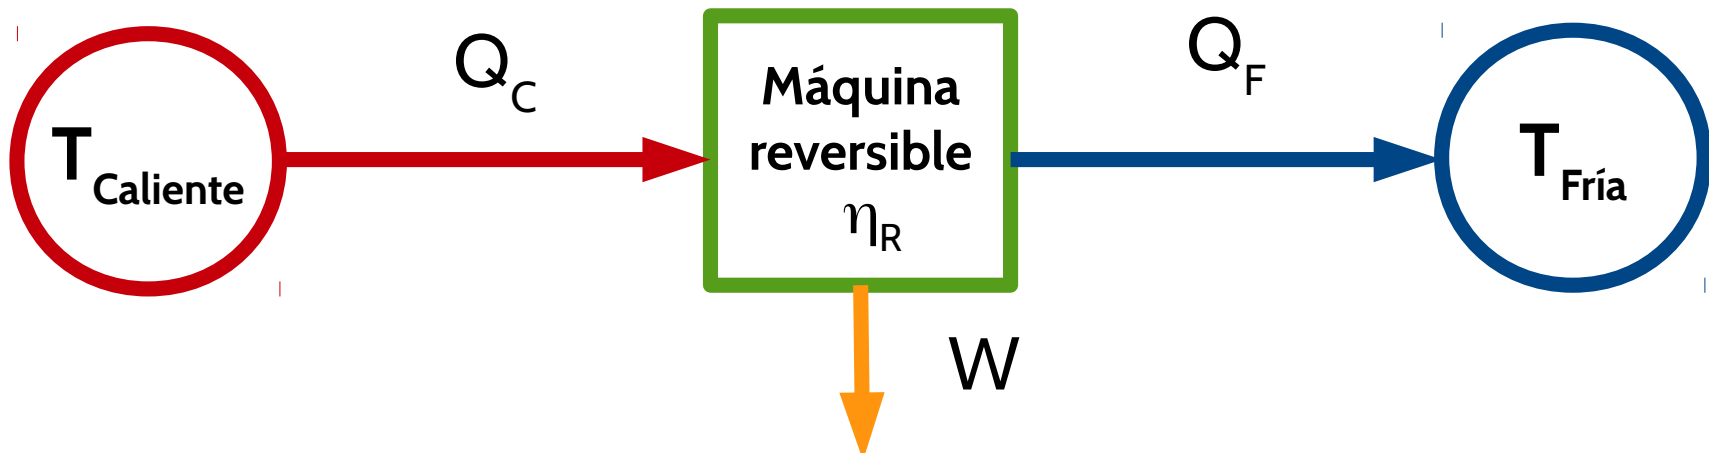 T Caliente
Q C
Máquina
reversible
η R
Q F
T Fría
W